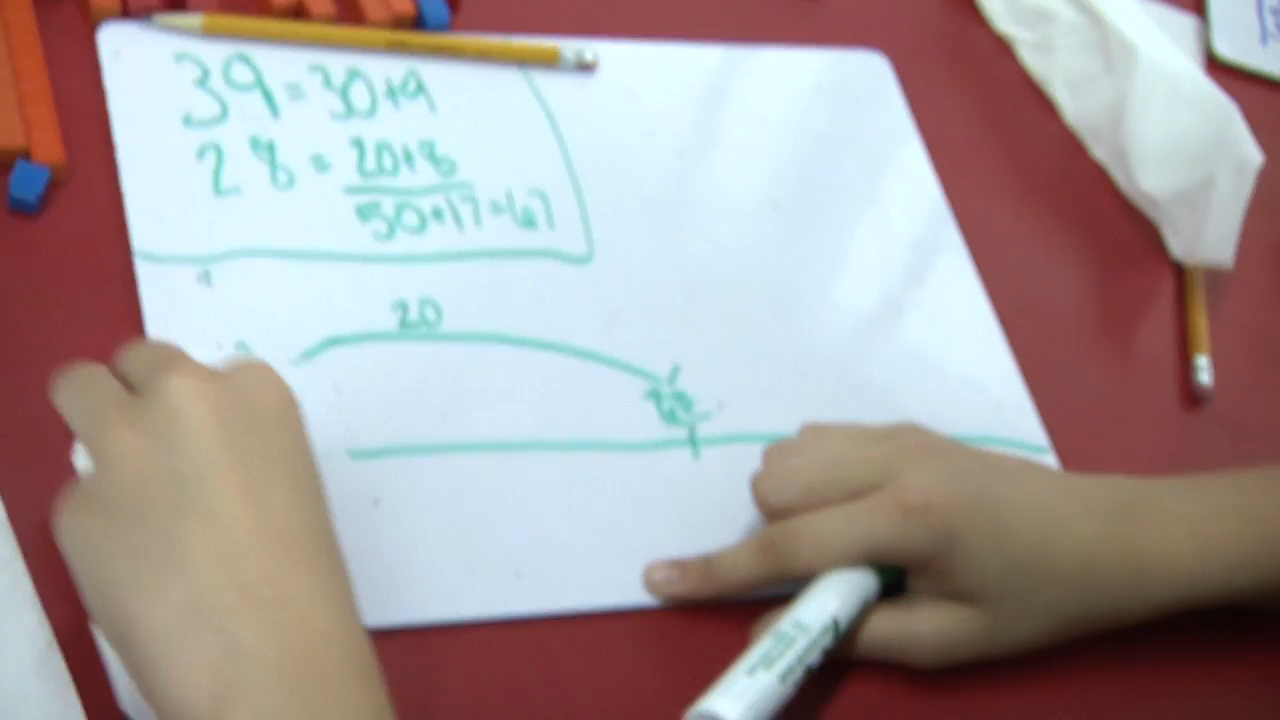 39 = 30+9
28 = 20+8
50+17=67
20